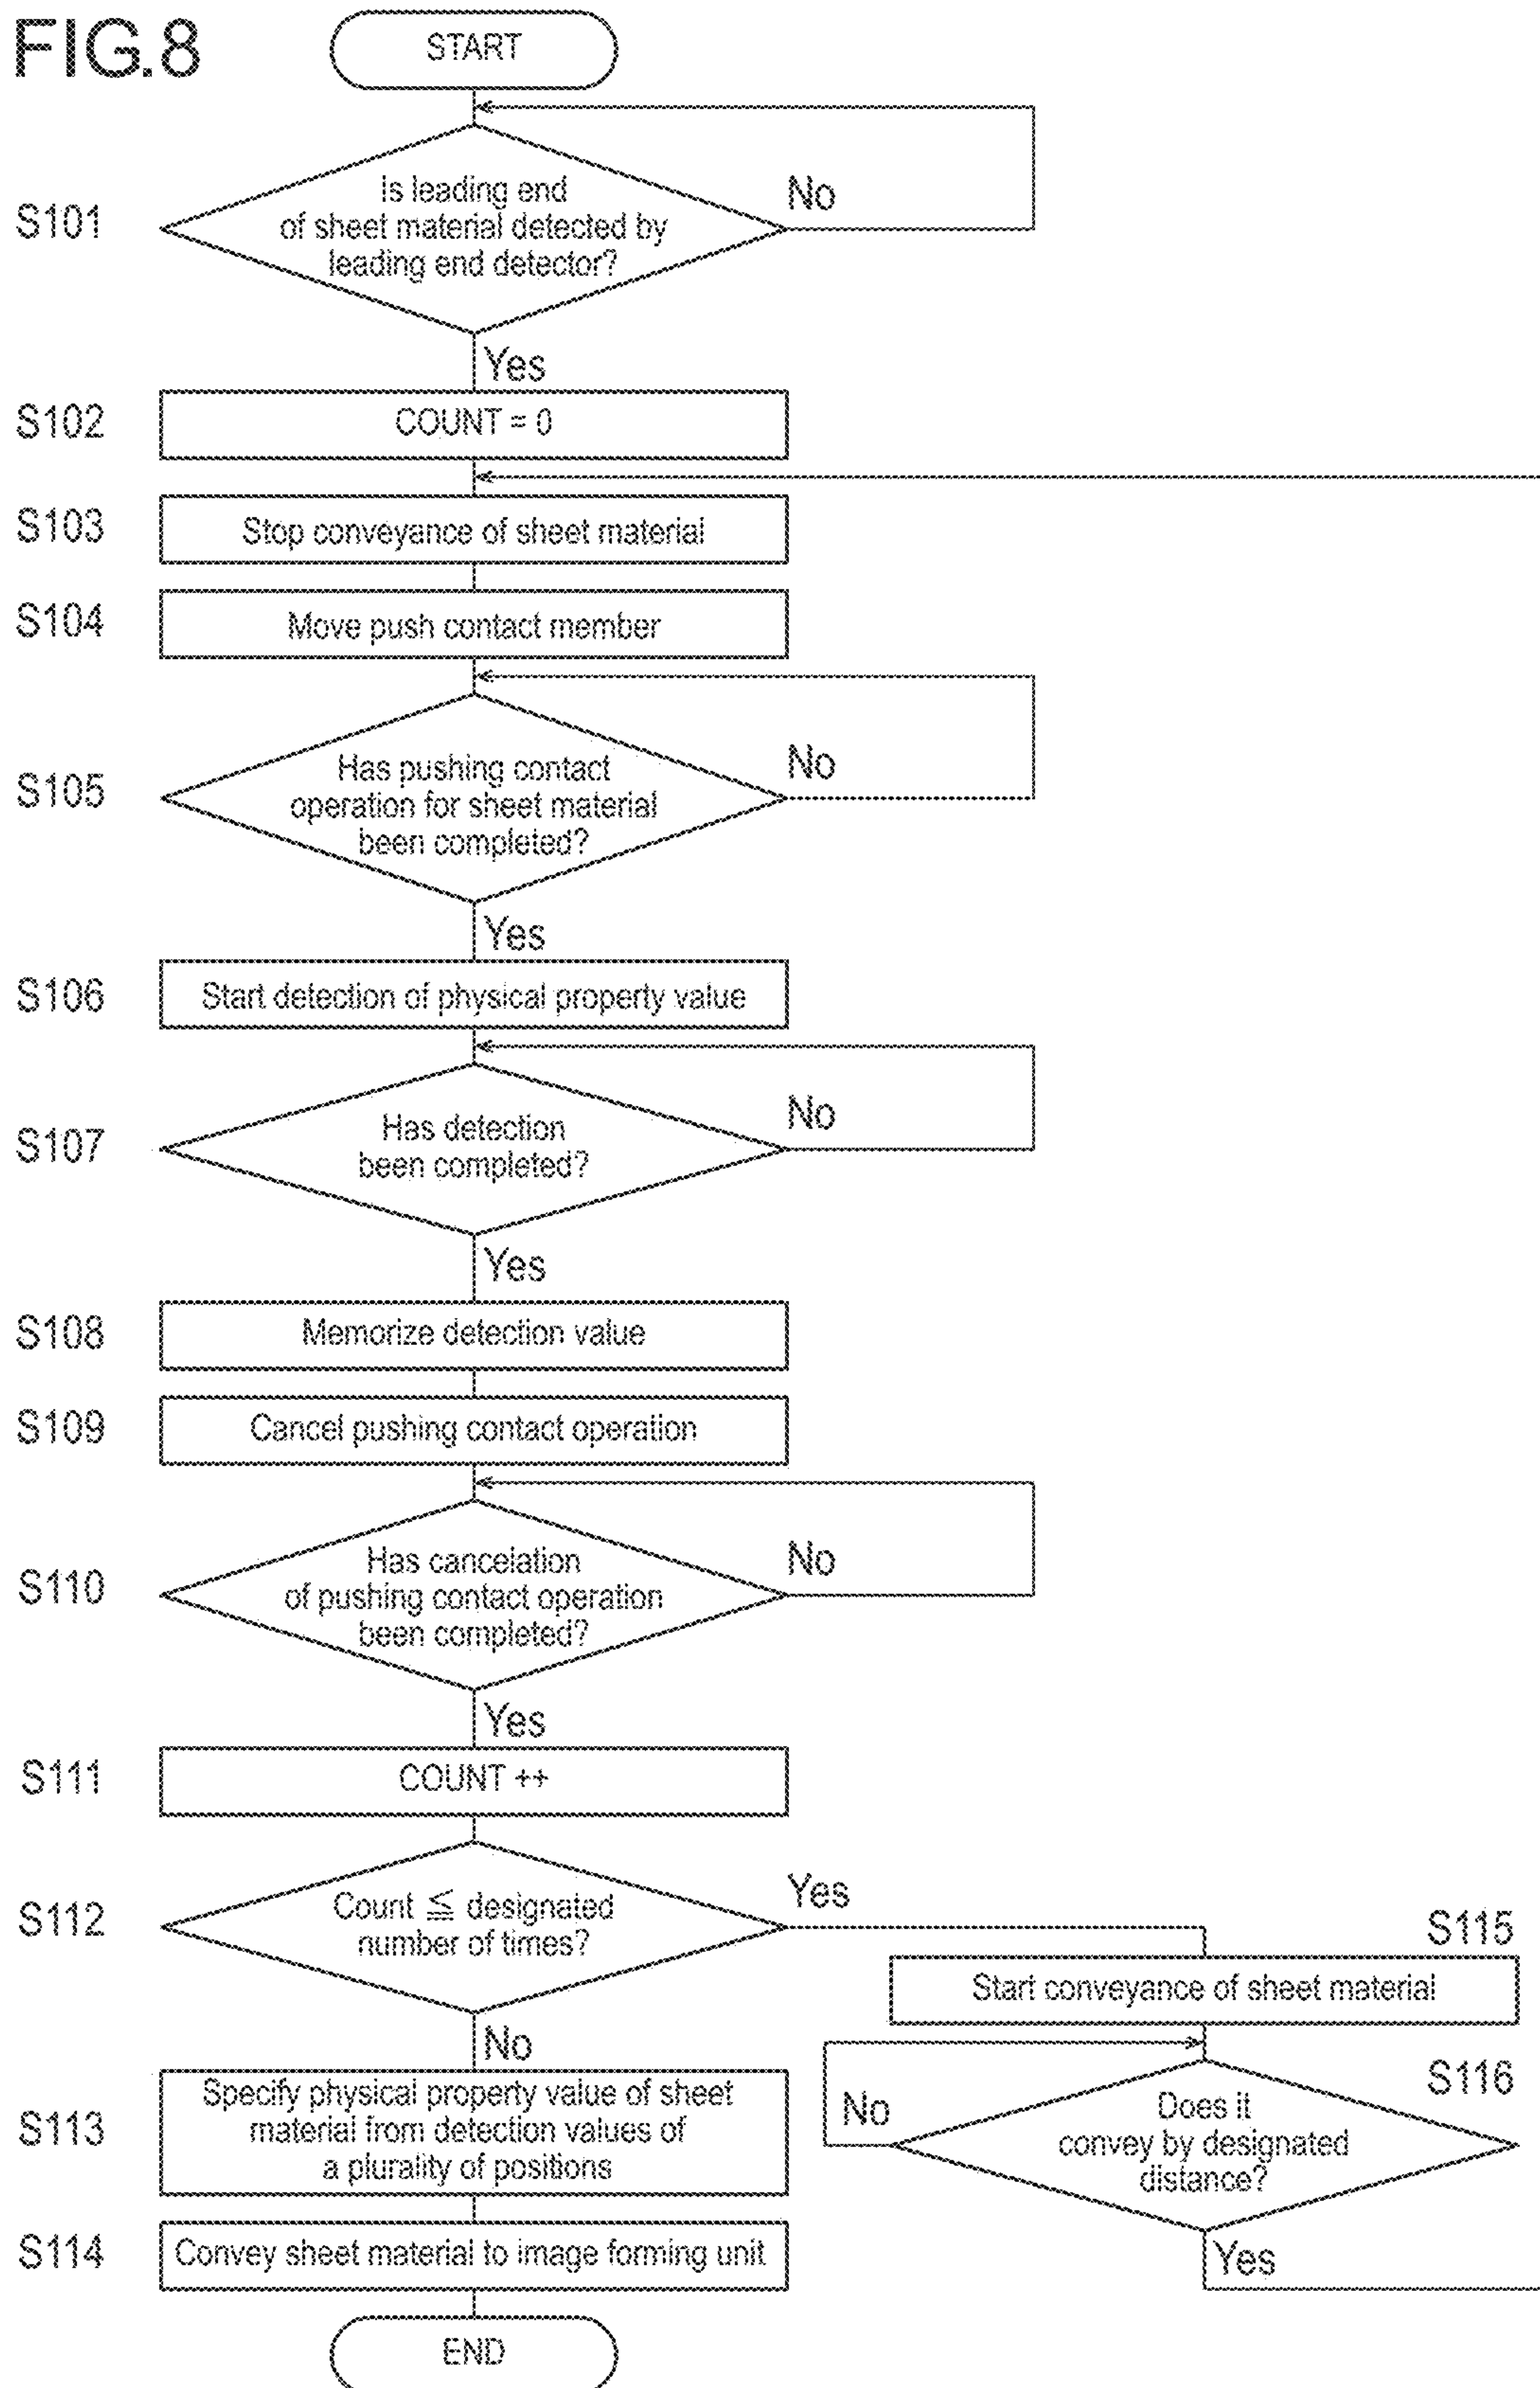 FIG.8
START
S101
Is leading end
of sheet material detected by
leading end detector?
No
Yes
S102
COUNT = 0
S103
Stop conveyance of sheet material
S104
Move push contact member
S105
Has pushing contact
operation for sheet material
been completed?
No
Yes
S106
Start detection of physical property value
S107
Has detection
been completed?
No
Yes
S108
Memorize detection value
S109
Cancel pushing contact operation
S110
Has cancelation
of pushing contact operation
been completed?
No
Yes
S111
COUNT ++
S112
Count ≦ designated
number of times?
Yes
No
S115
Start conveyance of sheet material
S116
Does it
convey by designated
distance?
No
Yes
S113
Specify physical property value of sheet
material from detection values of
a plurality of positions
S114
Convey sheet material to image forming unit
END